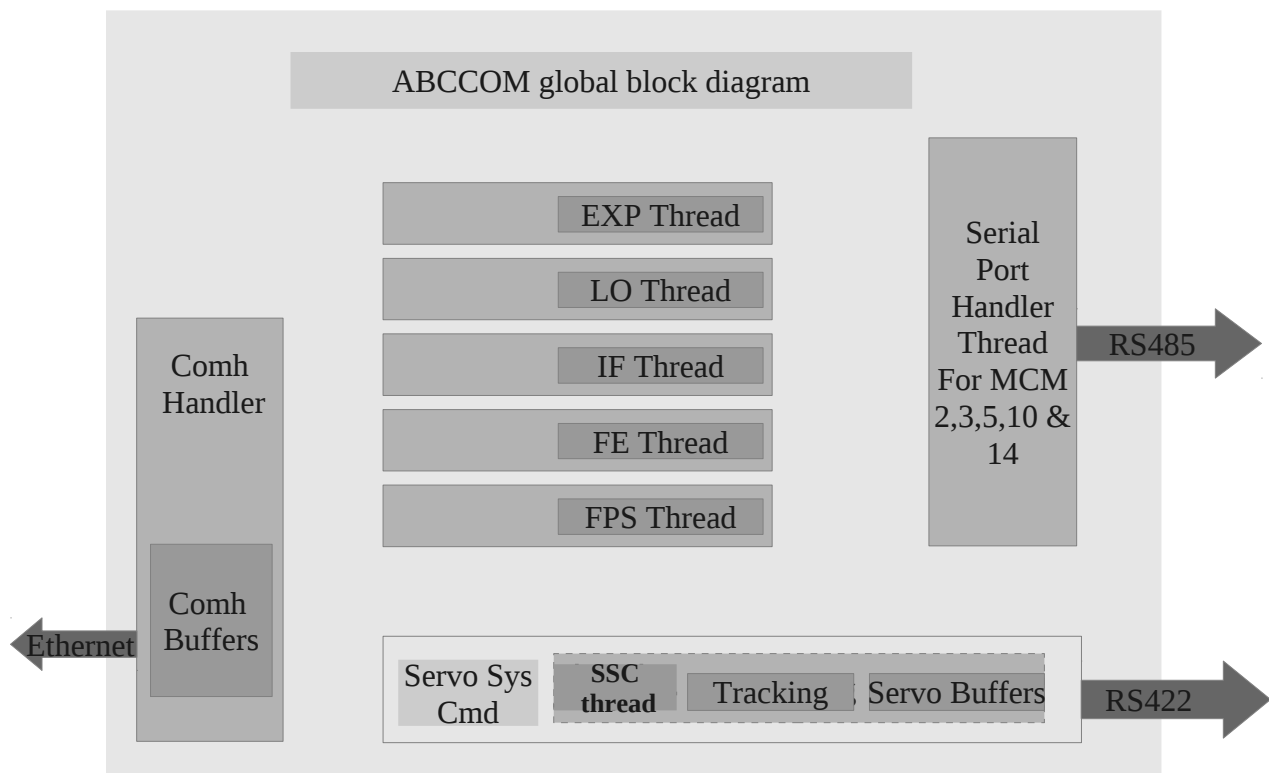 ABCCOM global block diagram
EXP Thread
LO Thread
IF Thread
FE Thread
FPS Thread
Serial
Port
Handler
Thread
For MCM
2,3,5,10 &
14
RS485
Comh
Handler
Comh
Buffers
Ethernet
Servo Sys
Cmd
SSC
thread
Tracking
Servo Buffers
RS422